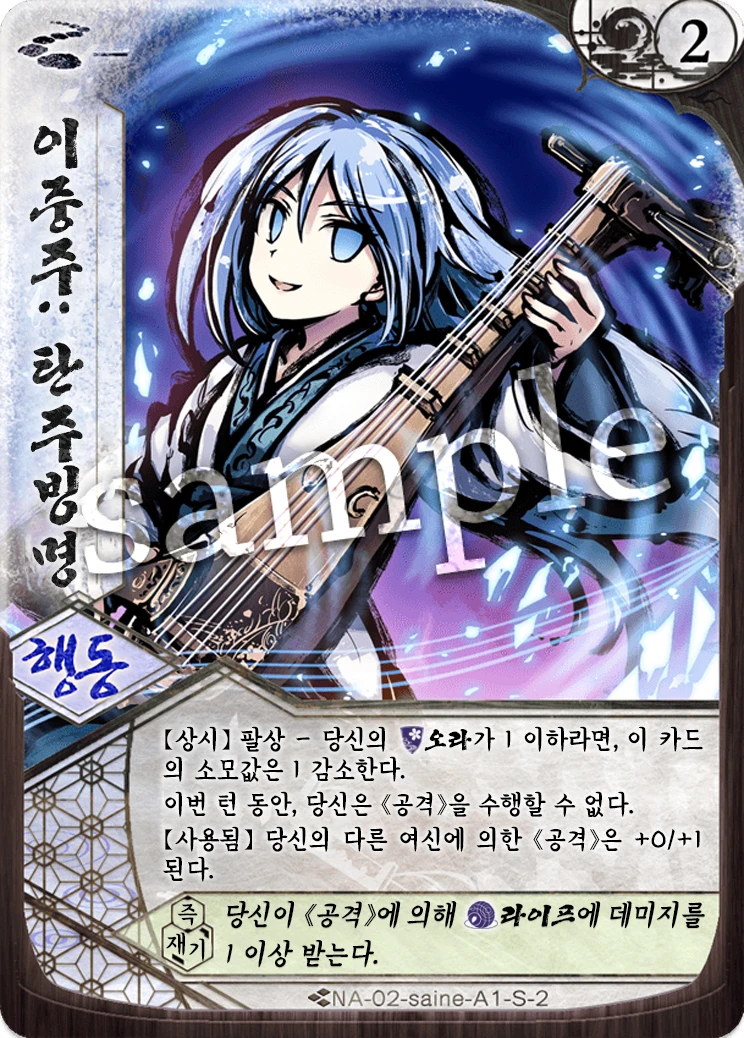 2
이중주: 탄주빙명
sample
행동
【상시】 팔상 - 당신의 오라가 1 이하라면, 이 카드
의 소모값은 1 감소한다.
이번 턴 동안, 당신은 《공격》을 수행할 수 없다.
【사용됨】 당신의 다른 여신에 의한 《공격》은 +0/+1
된다.
즉
재기
당신이 《공격》에 의해 라이프에 데미지를
1 이상 받는다.
NA-02-saine-A1-S-2